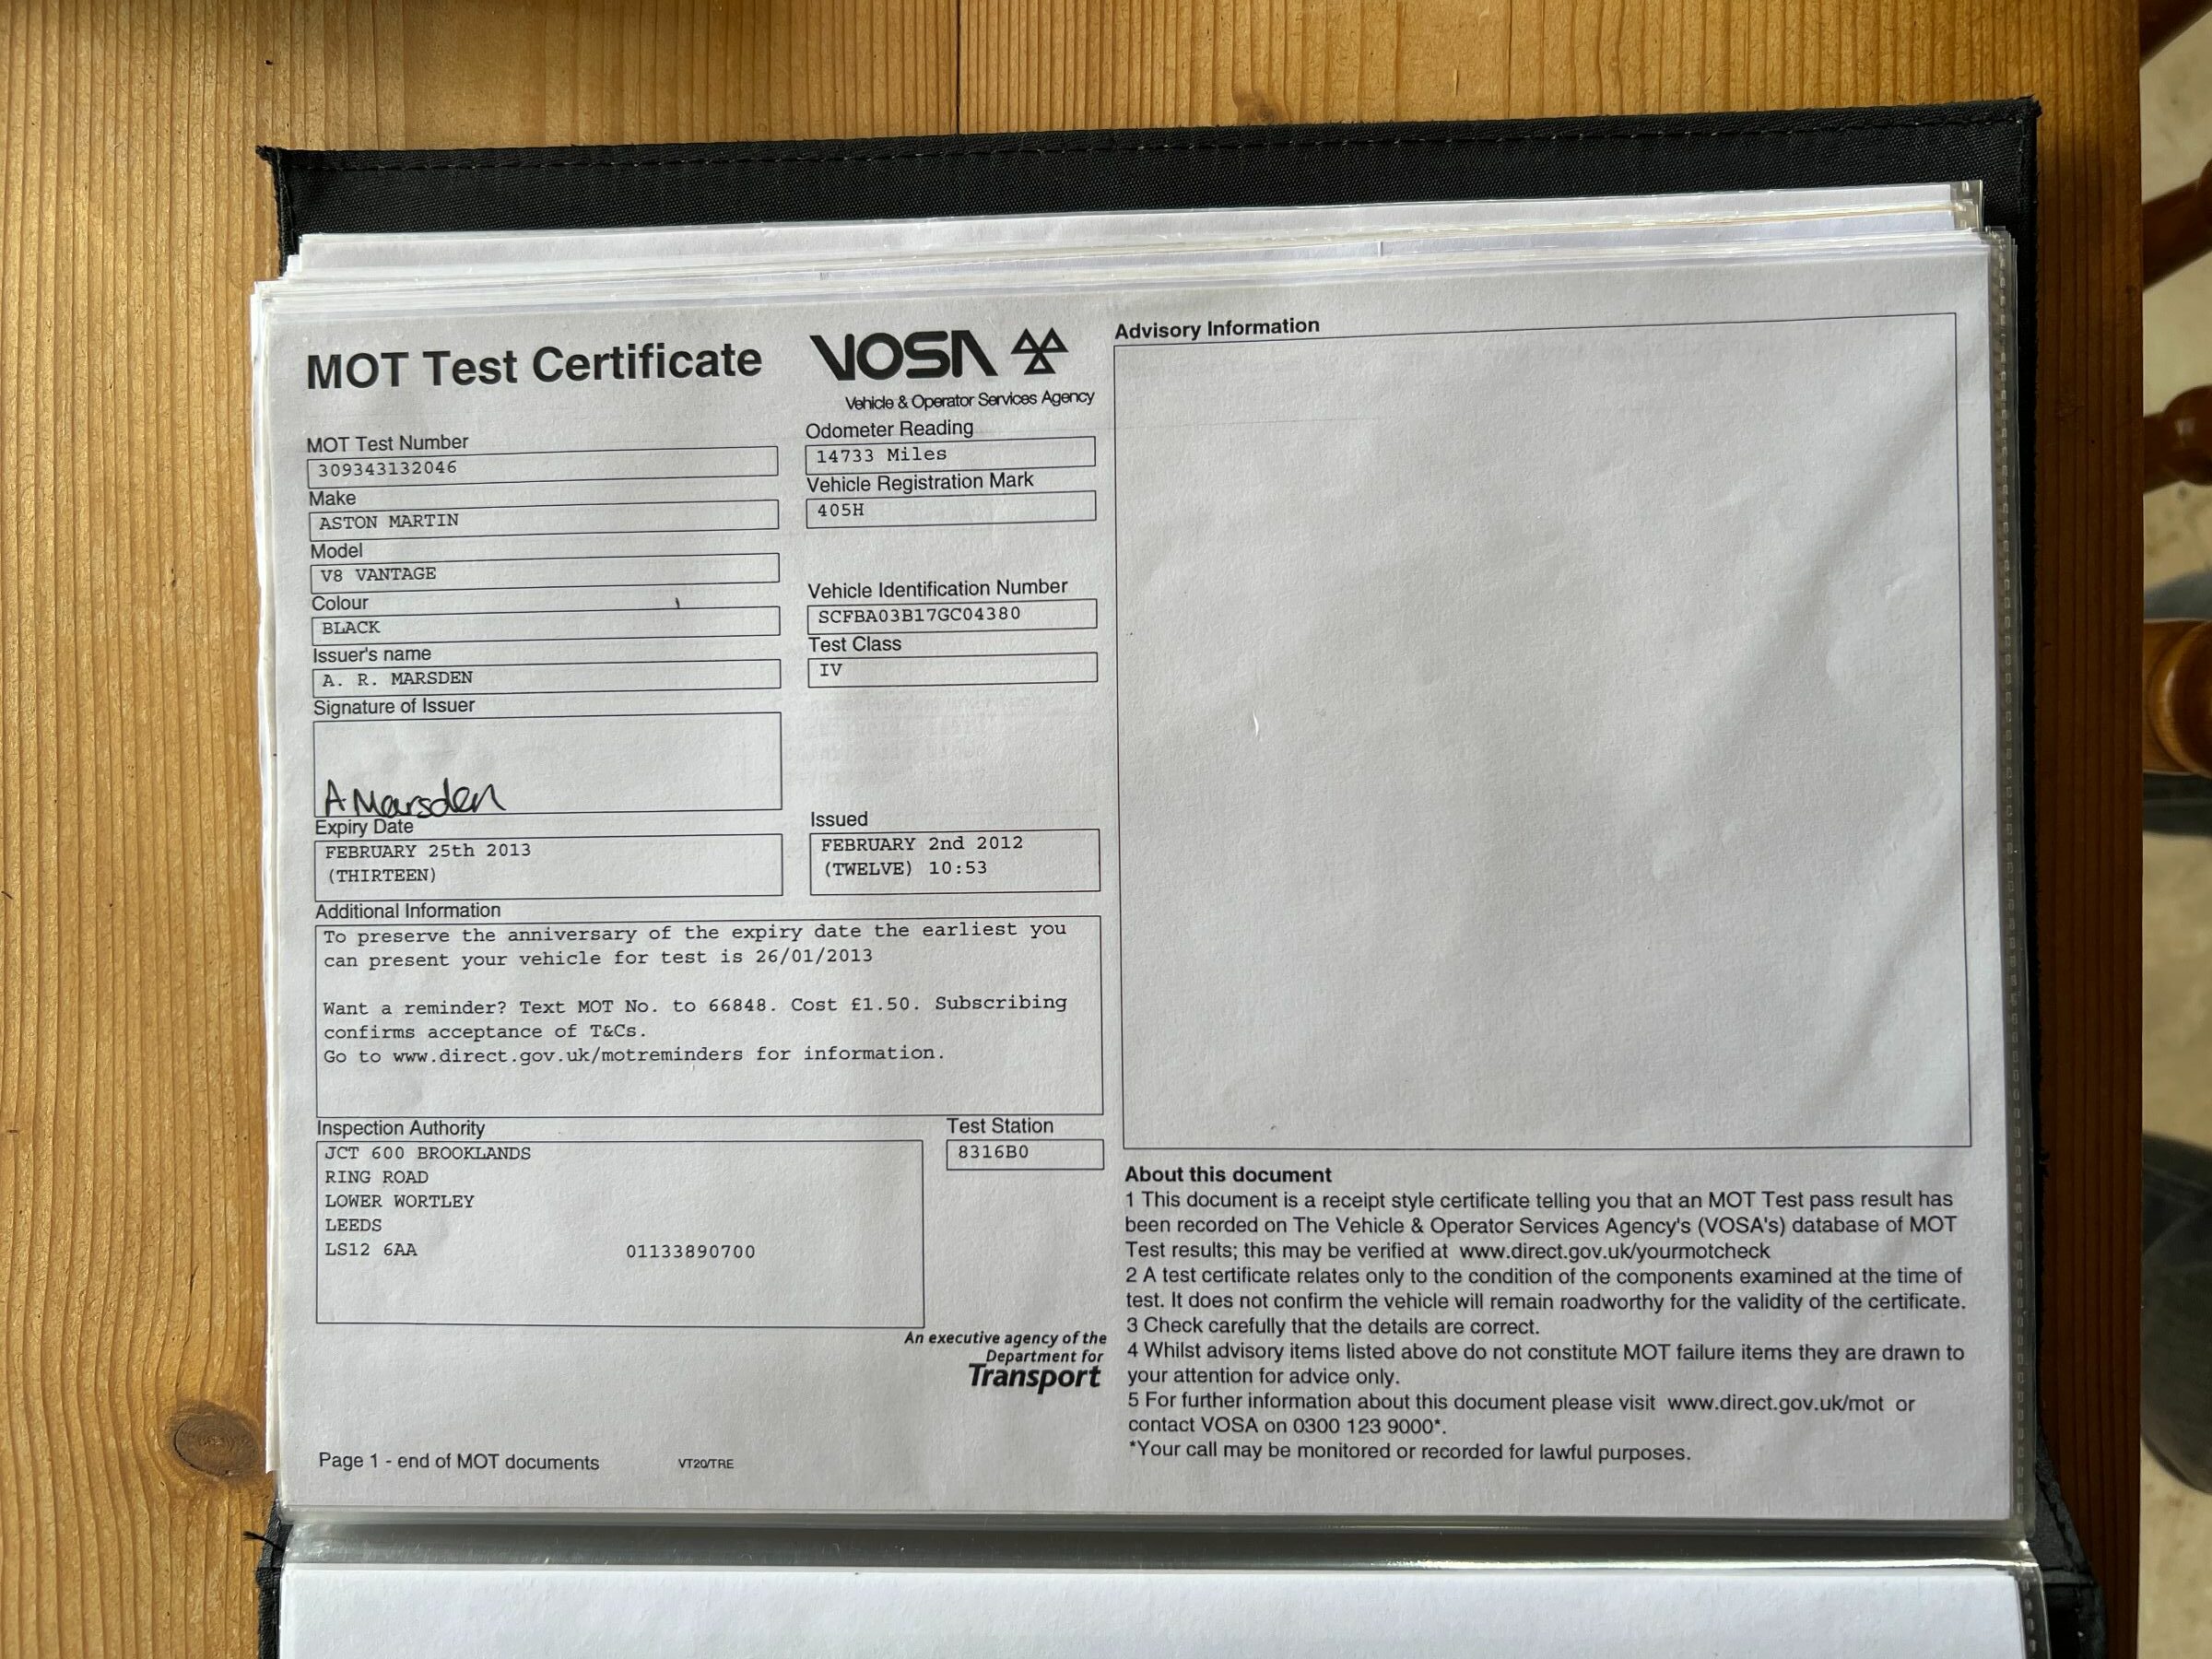 MOT Test Certificate
VOSA
Vehicle & Operator Services Agency
MOT Test Number
309343132046
Make
ASTON MARTIN
Model
V8 VANTAGE
Colour
BLACK
Issuer's name
A. R. MARSDEN
Signature of Issuer
A Marsden
Expiry Date
FEBRUARY 25th 2013
(THIRTEEN)
Odometer Reading
14733 Miles
Vehicle Registration Mark
405H
Vehicle Identification Number
SCFBA03B17GC04380
Test Class
IV
Issued
FEBRUARY 2nd 2012
(TWELVE) 10:53
Additional Information
To preserve the anniversary of the expiry date the earliest you
can present your vehicle for test is 26/01/2013
Want a reminder? Text MOT No. to 66848. Cost £1.50. Subscribing
confirms acceptance of T&Cs.
Go to www.direct.gov.uk/motreminders for information.
Inspection Authority
JCT 600 BROOKLANDS
RING ROAD
LOWER WORTLEY
LEEDS
LS12 6AA 01133890700
Test Station
8316B0
An executive agency of the
Department for
Transport
Page 1 - end of MOT documents VT20/TRE
Advisory Information
About this document
1 This document is a receipt style certificate telling you that an MOT Test pass result has
been recorded on The Vehicle & Operator Services Agency's (VOSA's) database of MOT
Test results; this may be verified at www.direct.gov.uk/yourmotcheck
2 A test certificate relates only to the condition of the components examined at the time of
test. It does not confirm the vehicle will remain roadworthy for the validity of the certificate.
3 Check carefully that the details are correct.
4 Whilst advisory items listed above do not constitute MOT failure items they are drawn to
your attention for advice only.
5 For further information about this document please visit www.direct.gov.uk/mot or
contact VOSA on 0300 123 9000*.
*Your call may be monitored or recorded for lawful purposes.